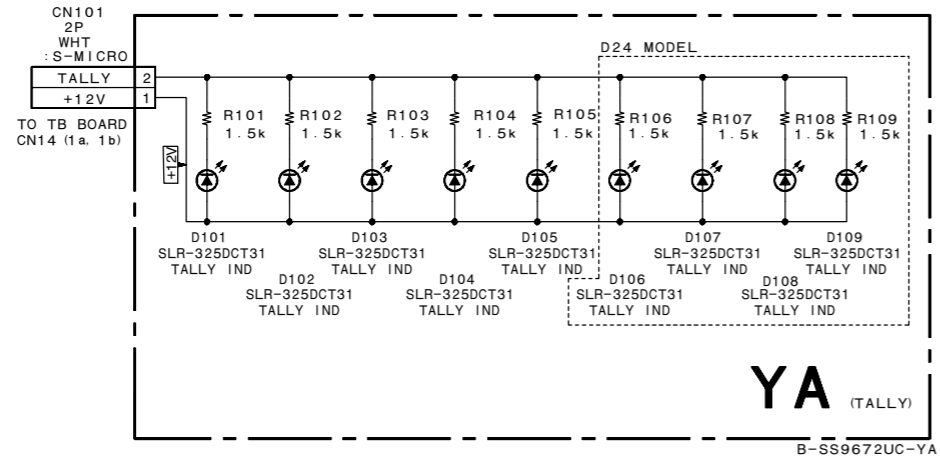 CN101
2P
WHT
:S-MICRO
TALLY 2
+12V 1
TO TB BOARD
CN14 (1a, 1b)
+12V
D24 MODEL
R101
1.5k
R102
1.5k
R103
1.5k
R104
1.5k
R105
1.5k
R106
1.5k
R107
1.5k
R108
1.5k
R109
1.5k
D101
SLR-325DCT31
TALLY IND
D102
SLR-325DCT31
TALLY IND
D103
SLR-325DCT31
TALLY IND
D104
SLR-325DCT31
TALLY IND
D105
SLR-325DCT31
TALLY IND
D106
SLR-325DCT31
TALLY IND
D107
SLR-325DCT31
TALLY IND
D108
SLR-325DCT31
TALLY IND
D109
SLR-325DCT31
TALLY IND
YA (TALLY)
B-SS9672UC-YA